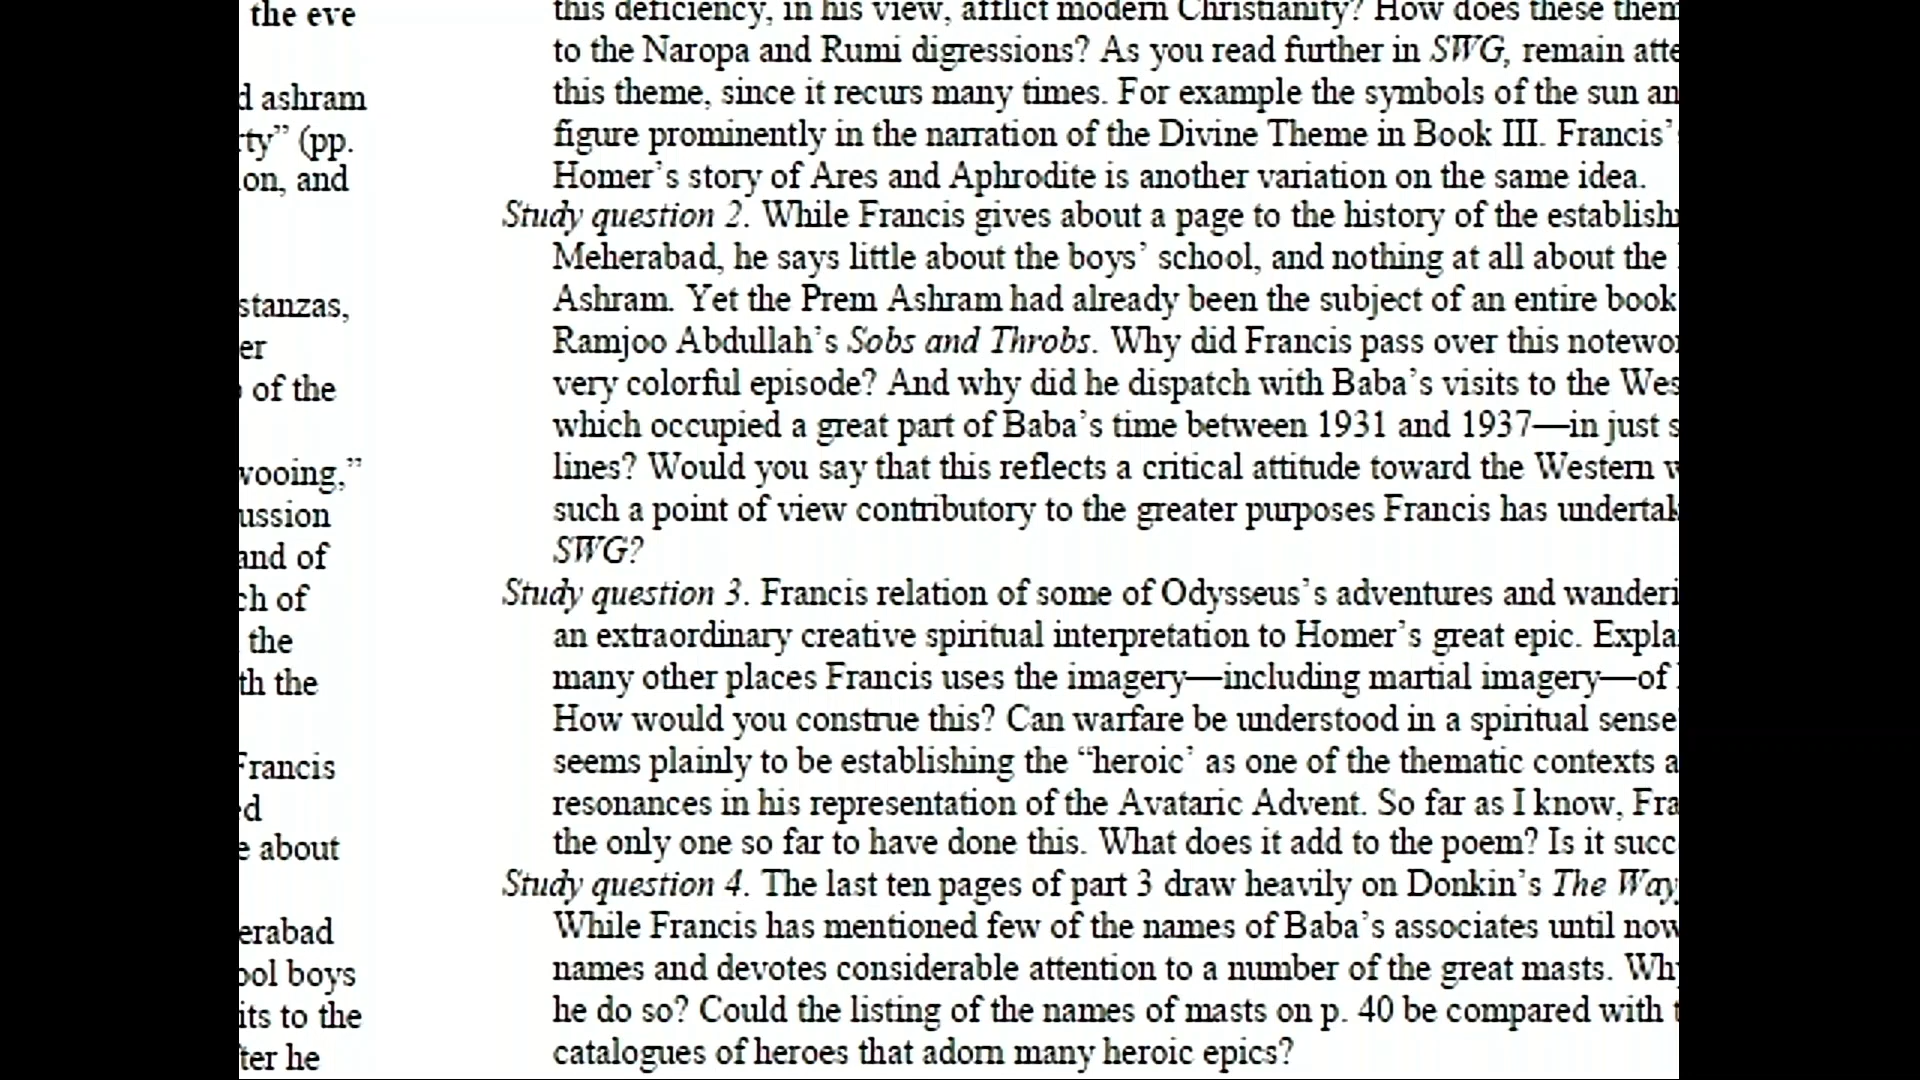 the eve
d ashram
ty” (pp.
on, and
stanzas,
er
of the
wooing,”
ussion
and of
ch of
the
th the
Francis
ed
e about
erabad
ool boys
its to the
ter he
this deficiency, in his view, afflict modern Christianity? How does these them
to the Naropa and Rumi digressions? As you read further in SWG, remain atte
this theme, since it recurs many times. For example the symbols of the sun an
figure prominently in the narration of the Divine Theme in Book III. Francis’
Homer’s story of Ares and Aphrodite is another variation on the same idea.
Study question 2. While Francis gives about a page to the history of the establish
Meherabad, he says little about the boys’ school, and nothing at all about the
Ashram. Yet the Prem Ashram had already been the subject of an entire book
Ramjoo Abdullah’s Sobs and Throbs. Why did Francis pass over this notewo
very colorful episode? And why did he dispatch with Baba’s visits to the Wes
which occupied a great part of Baba’s time between 1931 and 1937—in just s
lines? Would you say that this reflects a critical attitude toward the Western w
such a point of view contributory to the greater purposes Francis has undertak
SWG?
Study question 3. Francis relation of some of Odysseus’s adventures and wanderi
an extraordinary creative spiritual interpretation to Homer’s great epic. Expla
many other places Francis uses the imagery—including martial imagery—of
How would you construe this? Can warfare be understood in a spiritual sense
seems plainly to be establishing the “heroic’ as one of the thematic contexts a
resonances in his representation of the Avataric Advent. So far as I know, Fra
the only one so far to have done this. What does it add to the poem? Is it succ
Study question 4. The last ten pages of part 3 draw heavily on Donkin’s The Way
While Francis has mentioned few of the names of Baba’s associates until now
names and devotes considerable attention to a number of the great masts. Why
he do so? Could the listing of the names of masts on p. 40 be compared with t
catalogues of heroes that adorn many heroic epics?